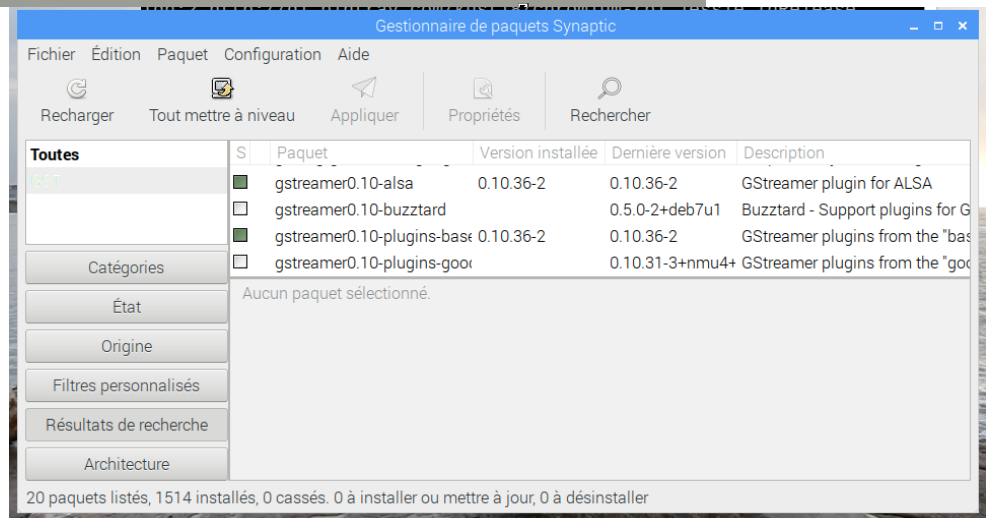 Gestionnaire de paquets Synaptic
Fichier Édition Paquet Configuration Aide
Recharger Tout mettre à niveau Appliquer Propriétés Rechercher
Toutes
GST
S Paquet Version installée Dernière version Description
gstreamer0.10-alsa 0.10.36-2 0.10.36-2 GStreamer plugin for ALSA
gstreamer0.10-buzztard 0.5.0-2+deb7u1 Buzztard - Support plugins for G
gstreamer0.10-plugins-base 0.10.36-2 0.10.36-2 GStreamer plugins from the "bas
gstreamer0.10-plugins-good 0.10.31-3+nmu4+ GStreamer plugins from the "goo
Catégories
État
Origine
Filtres personnalisés
Résultats de recherche
Architecture
Aucun paquet sélectionné.
20 paquets listés, 1514 installés, 0 cassés. 0 à installer ou mettre à jour, 0 à désinstaller